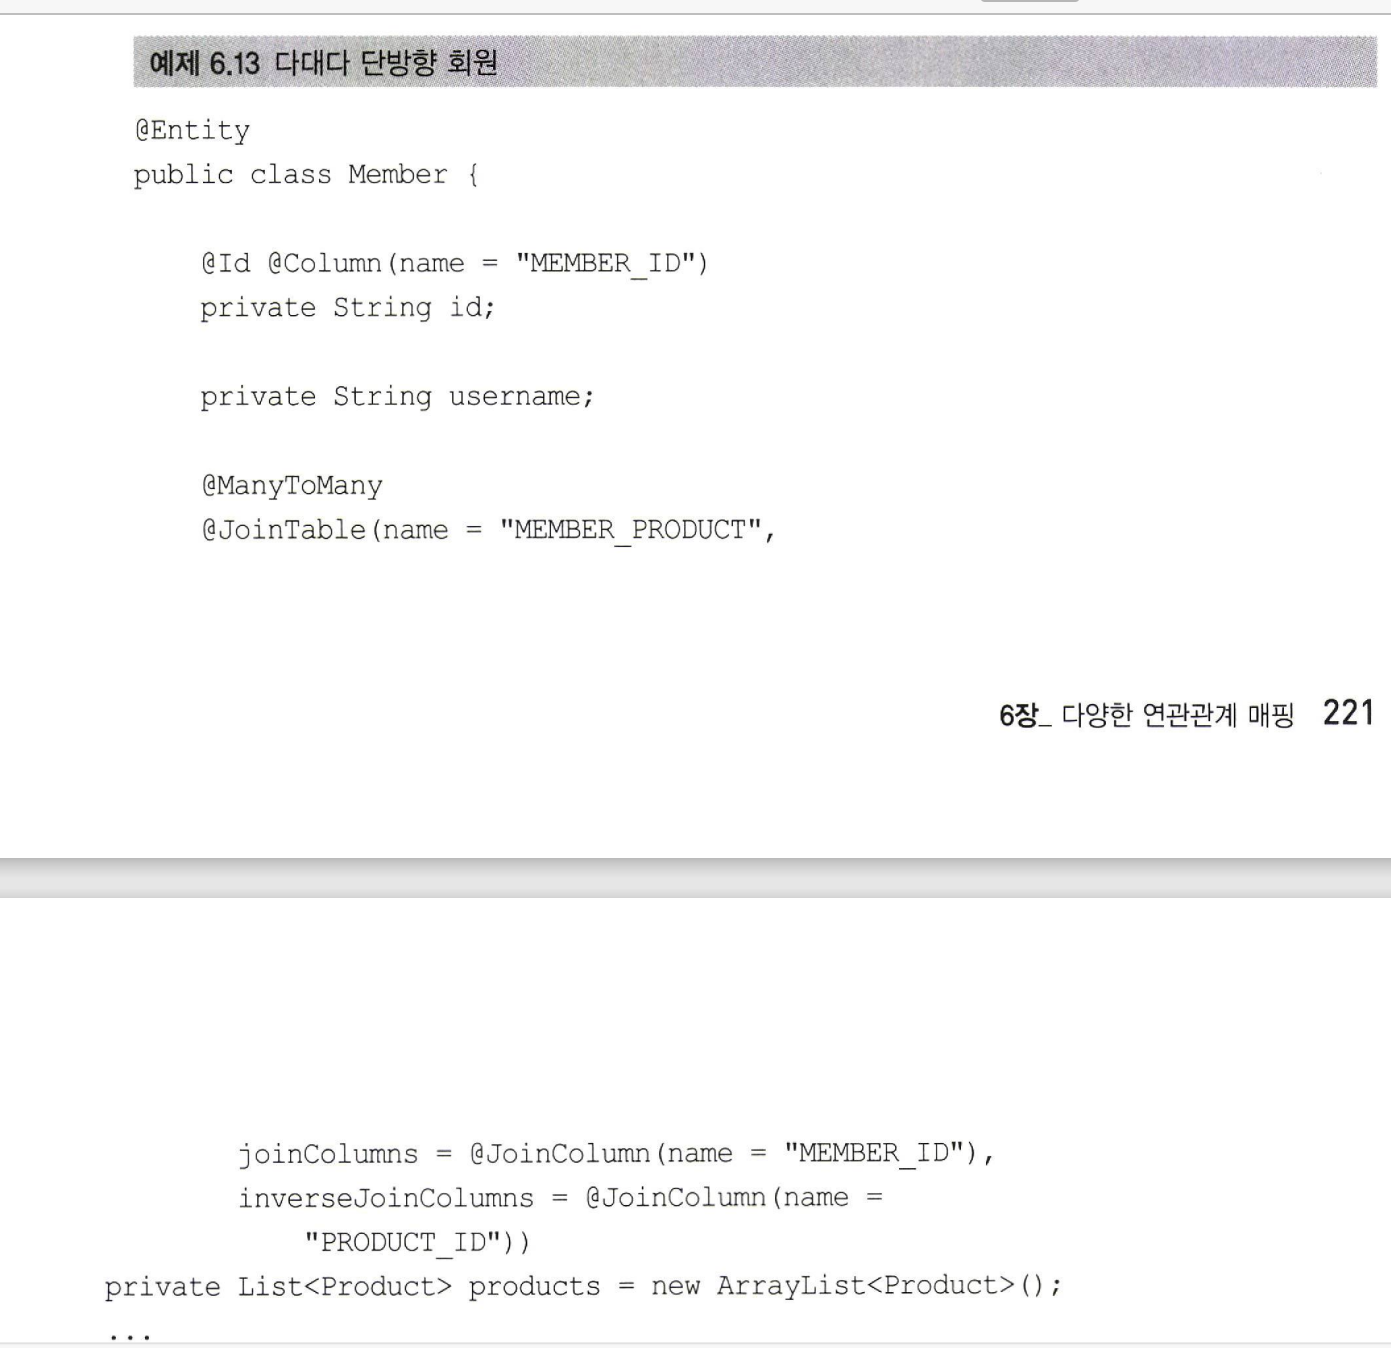 예제 6.13 다대다 단방향 회원
@Entity
public class Member {
@Id @Column(name = "MEMBER_ID")
private String id;
private String username;
@ManyToMany
@JoinTable(name = "MEMBER_PRODUCT",
6장_ 다양한 연관관계 매핑 221
joinColumns = @JoinColumn(name = "MEMBER_ID"),
inverseJoinColumns = @JoinColumn(name =
"PRODUCT_ID"))
private List<Product> products = new ArrayList<Product>();
...